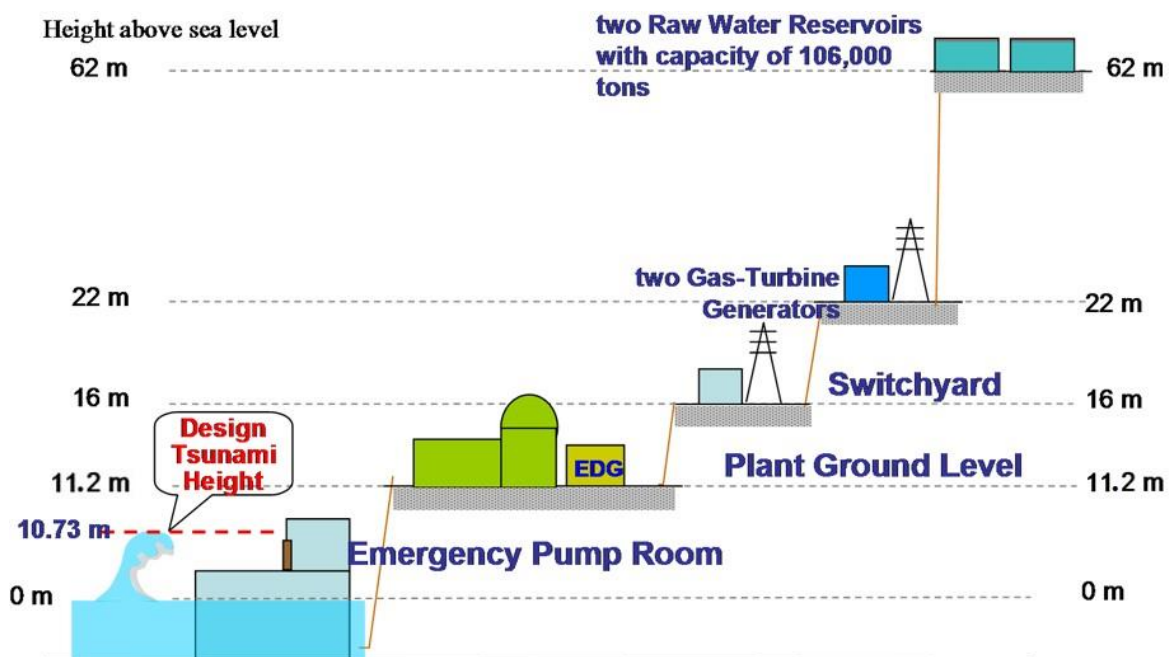 Height above sea level
62 m
two Raw Water Reservoirs
with capacity of 106,000
tons
62 m
two Gas-Turbine
Generators
22 m
22 m
Switchyard
16 m
16 m
Design
Tsunami
Height
EDG
Plant Ground Level
11.2 m
11.2 m
10.73 m
Emergency Pump Room
0 m
0 m